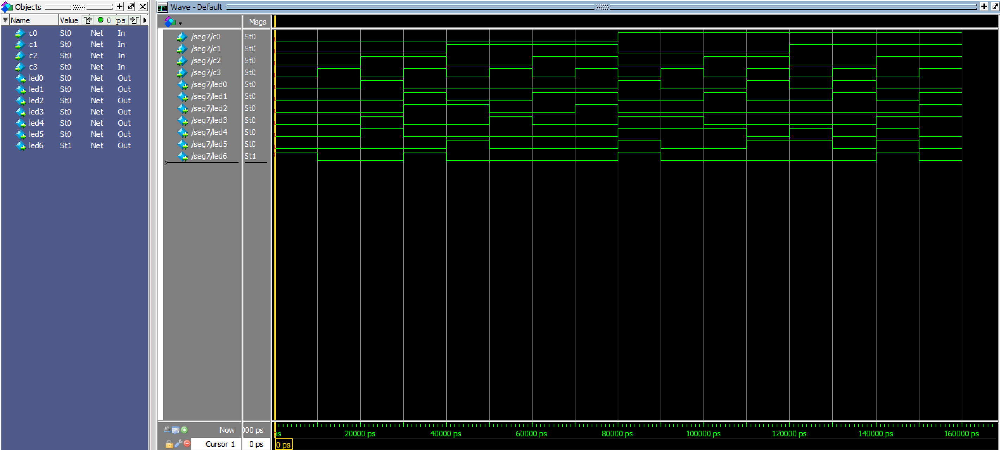 Objects
Name Value 0 ps
c0 St0 Net In
c1 St0 Net In
c2 St0 Net In
c3 St0 Net In
led0 St0 Net Out
led1 St0 Net Out
led2 St0 Net Out
led3 St0 Net Out
led4 St0 Net Out
led5 St0 Net Out
led6 St1 Net Out
Wave - Default
Msgs
/seg7/c0 St0
/seg7/c1 St0
/seg7/c2 St0
/seg7/c3 St0
/seg7/led0 St0
/seg7/led1 St0
/seg7/led2 St0
/seg7/led3 St0
/seg7/led4 St0
/seg7/led5 St0
/seg7/led6 St1
Now 000 ps
ps 20000 ps 40000 ps 60000 ps 80000 ps 100000 ps 120000 ps 140000 ps 160000 ps
Cursor 1 0 ps 0 ps